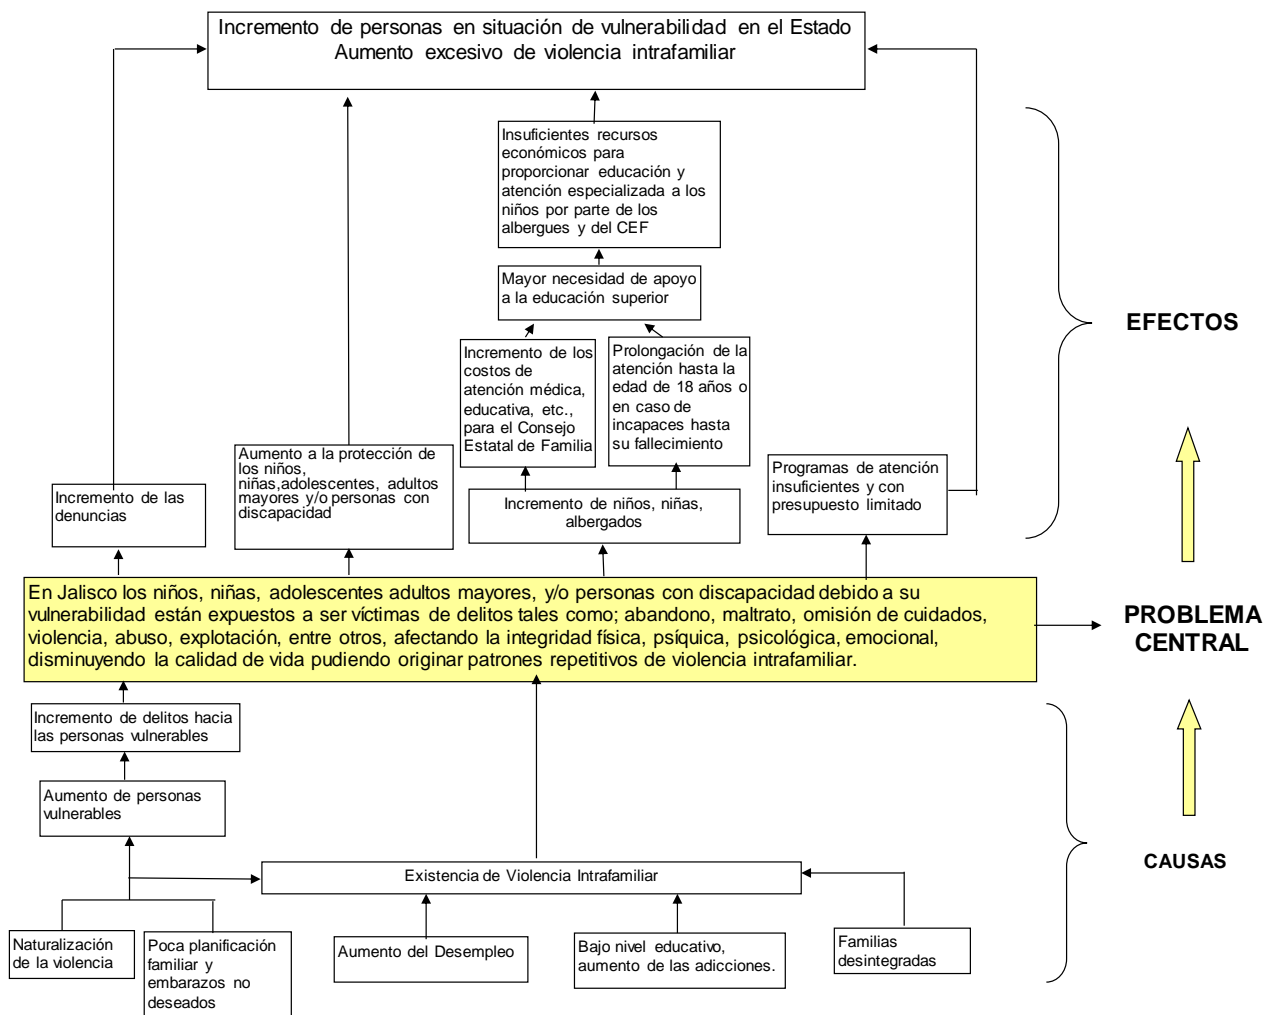 Incremento de personas en situación de vulnerabilidad en el Estado
Aumento excesivo de violencia intrafamiliar
Insuficientes recursos
económicos para
proporcionar educación y
atención especializada a los
niños por parte de los
albergues y del CEF
Mayor necesidad de apoyo
a la educación superior
EFECTOS
Incremento de los
costos de
atención médica,
educativa, etc.,
para el Consejo
Estatal de Familia
Prolongación de la
atención hasta la
edad de 18 años o
en caso de
incapaces hasta
su fallecimiento
Incremento de las
denuncias
Aumento a la protección de
los niños,
niñas,adolescentes, adultos
mayores y/o personas con
discapacidad
Incremento de niños, niñas,
albergados
Programas de atención
insuficientes y con
presupuesto limitado
En Jalisco los niños, niñas, adolescentes adultos mayores, y/o personas con discapacidad debido a su
vulnerabilidad están expuestos a ser víctimas de delitos tales como; abandono, maltrato, omisión de cuidados,
violencia, abuso, explotación, entre otros, afectando la integridad física, psíquica, psicológica, emocional,
disminuyendo la calidad de vida pudiendo originar patrones repetitivos de violencia intrafamiliar.
PROBLEMA
CENTRAL
Incremento de delitos hacia
las personas vulnerables
Aumento de personas
vulnerables
CAUSAS
Existencia de Violencia Intrafamiliar
Naturalización
de la violencia
Poca planificación
familiar y
embarazos no
deseados
Aumento del Desempleo
Bajo nivel educativo,
aumento de las adicciones.
Familias
desintegradas